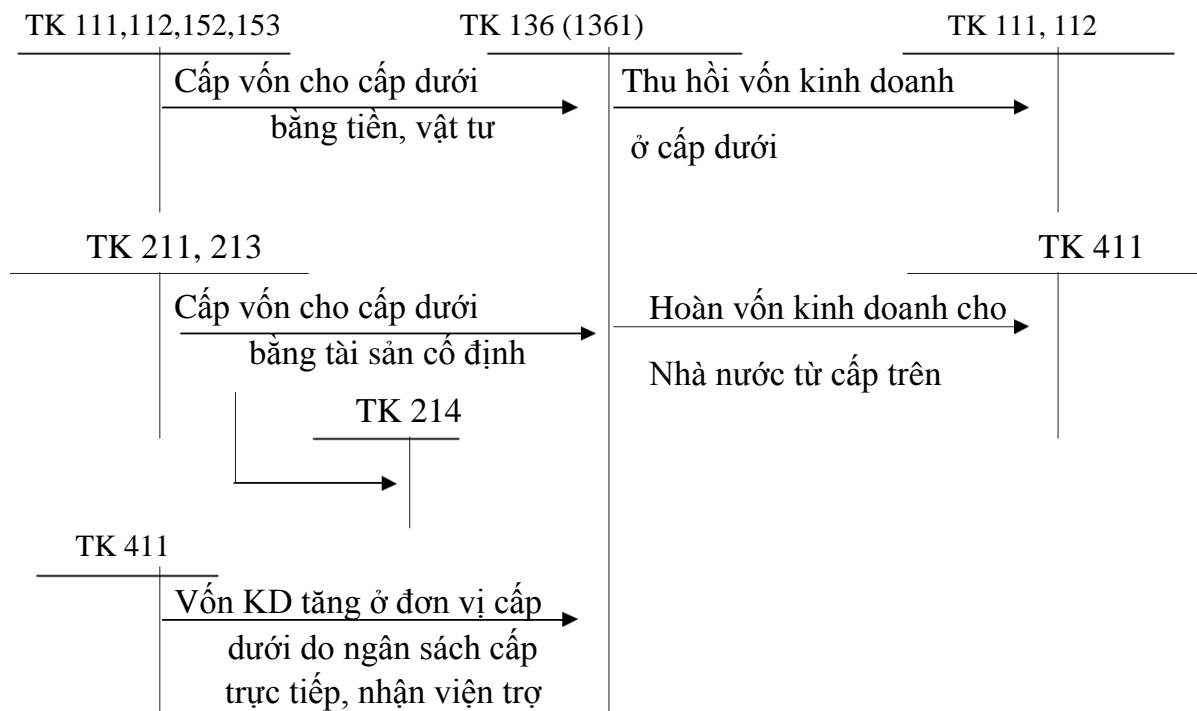 TK 111,112,152,153
TK 136 (1361)
TK 111, 112
Cấp vốn cho cấp dưới
bằng tiền, vật tư
Thu hồi vốn kinh doanh
ở cấp dưới
TK 211, 213
TK 411
Cấp vốn cho cấp dưới
bằng tài sản cố định
Hoàn vốn kinh doanh cho
Nhà nước từ cấp trên
TK 214
TK 411
Vốn KD tăng ở đơn vị cấp
dưới do ngân sách cấp
trực tiếp, nhận viện trợ